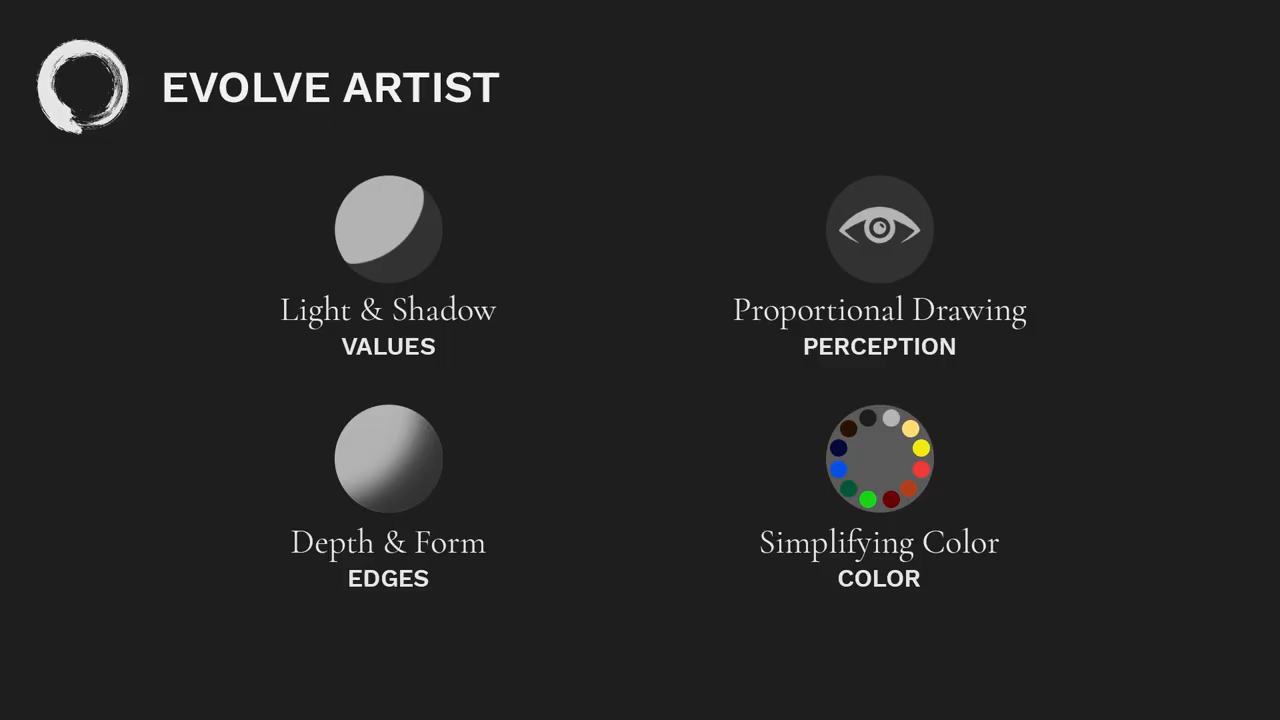 EVOLVE ARTIST
Light & Shadow
VALUES
Proportional Drawing
PERCEPTION
Depth & Form
EDGES
Simplifying Color
COLOR